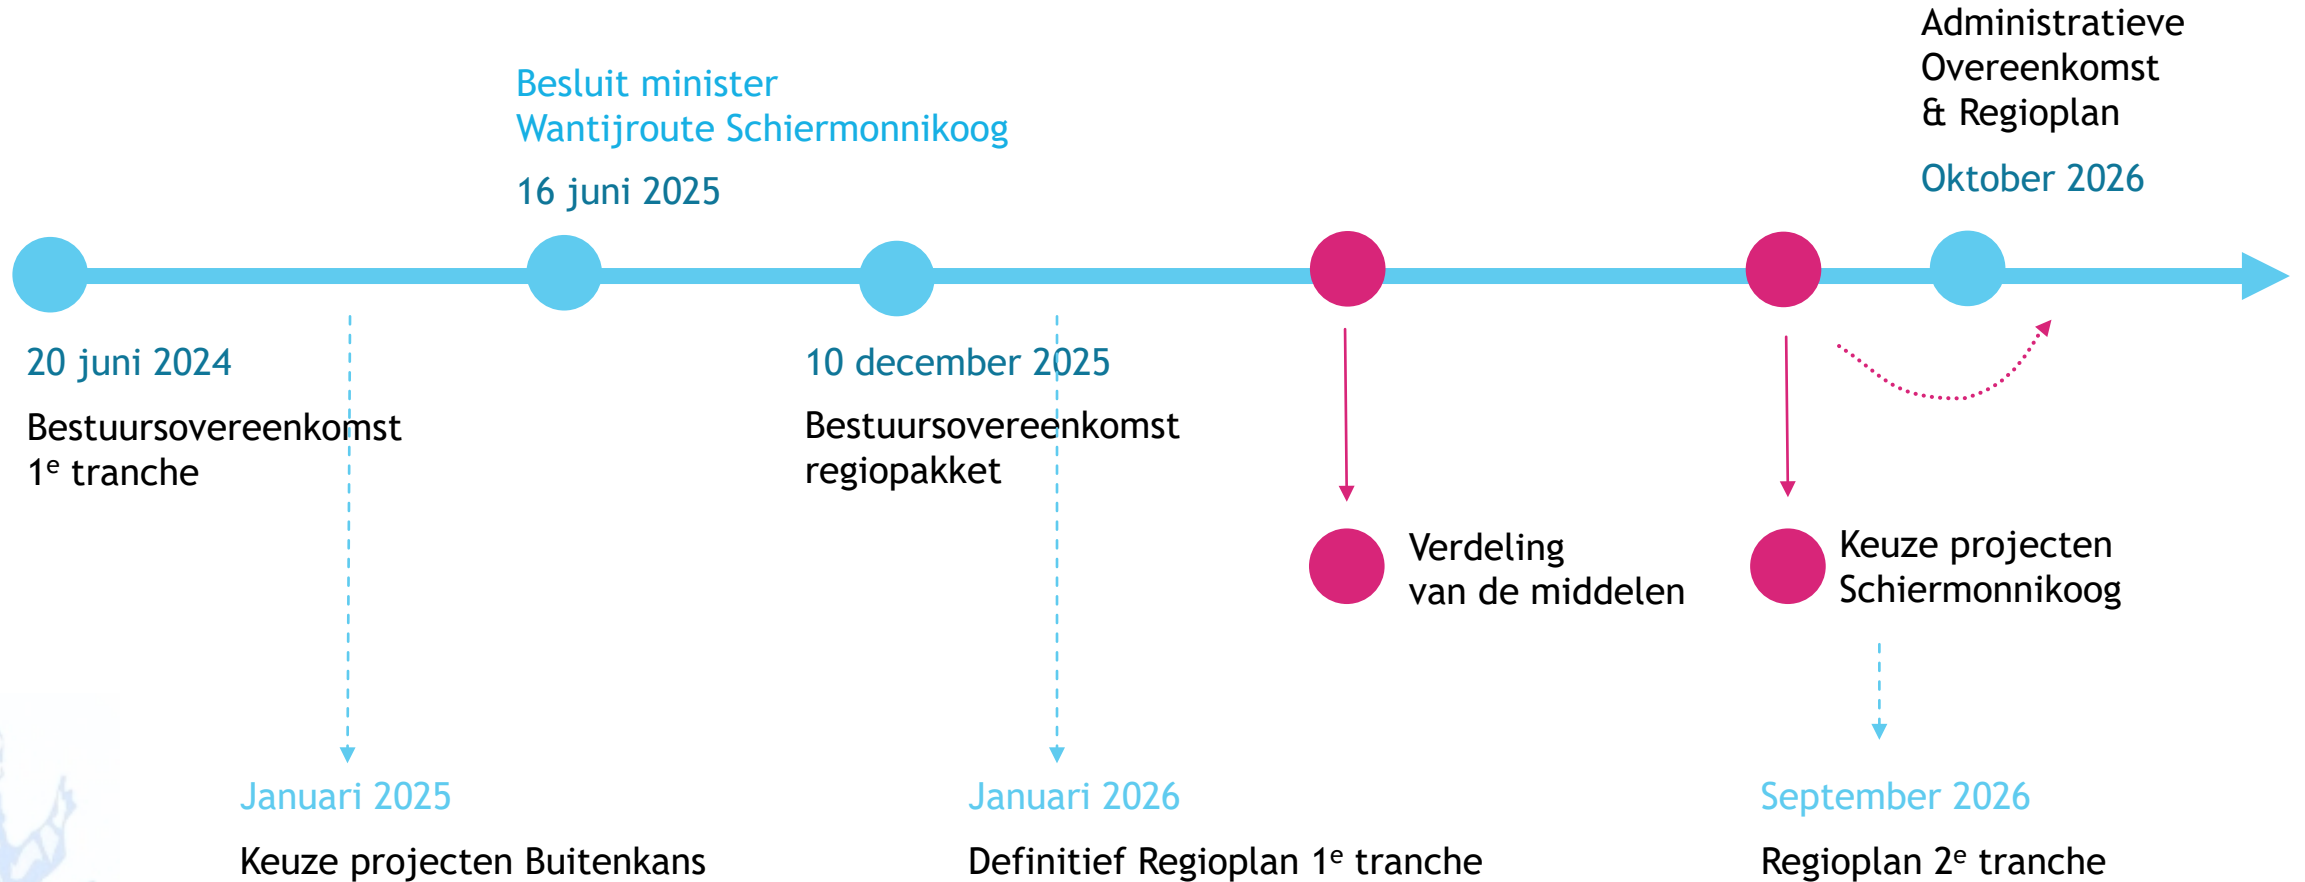 Administratieve
Overeenkomst
& Regioplan
Oktober 2026
Besluit minister
Wantijroute Schiermonnikoog
16 juni 2025
20 juni 2024
Bestuursovereenkomst
1e tranche
10 december 2025
Bestuursovereenkomst
regiopakket
Verdeling
van de middelen
Keuze projecten
Schiermonnikoog
Januari 2025
Keuze projecten Buitenkans
Januari 2026
Definitief Regioplan 1e tranche
September 2026
Regioplan 2e tranche